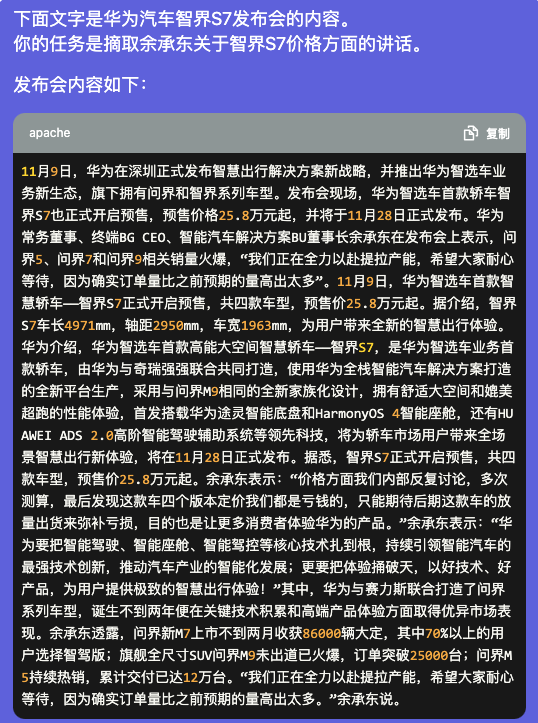 下面文字是华为汽车智界S7发布会的内容。
你的任务是摘取余承东关于智界S7价格方面的讲话。
发布会内容如下：
apache
复制
11月9日，华为在深圳正式发布智慧出行解决方案新战略，并推出华为智选车业
务新生态，旗下拥有问界和智界系列车型。发布会现场，华为智选车首款轿车智
界S7也正式开启预售，预售价格25.8万元起，并将于11月28日正式发布。华为
常务董事、终端BG CEO、智能汽车解决方案BU董事长余承东在发布会上表示，问
界5、问界7和问界9相关销量火爆，“我们正在全力以赴提拉产能，希望大家耐心
等待，因为确实订单量比之前预期的量高出太多”。11月9日，华为智选车首款智
慧轿车——智界S7正式开启预售，共四款车型，预售价25.8万元起。据介绍，智界
S7车长4971mm，轴距2950mm，车宽1963mm，为用户带来全新的智慧出行体验。
华为介绍，华为智选车首款高能大空间智慧轿车——智界S7，是华为智选车业务首
款轿车，由华为与奇瑞强强联合共同打造，使用华为全栈智能汽车解决方案打造
的全新平台生产，采用与问界M9相同的全新家族化设计，拥有舒适大空间和媲美
超跑的性能体验，首发搭载华为途灵智能底盘和HarmonyOS 4智能座舱，还有HU
AWEI ADS 2.0高阶智能驾驶辅助系统等领先科技，将为轿车市场用户带来全场
景智慧出行新体验，将在11月28日正式发布。据悉，智界S7正式开启预售，共四
款车型，预售价25.8万元起。余承东表示：“价格方面我们内部反复讨论，多次
测算，最后发现这款车四个版本定价我们都是亏钱的，只能期待后期这款车的放
量出货来弥补亏损，目的也是让更多消费者体验华为的产品。”余承东表示：“华
为要把智能驾驶、智能座舱、智能驾控等核心技术扎到根，持续引领智能汽车的
最强技术创新，推动汽车产业的智能化发展；更要把体验捅破天，以好技术、好
产品，为用户提供极致的智慧出行体验！”其中，华为与赛力斯联合打造了问界
系列车型，诞生不到两年便在关键技术积累和高端产品体验方面取得优异市场表
现。余承东透露，问界新M7上市不到两月收获86000辆大定，其中70%以上的用
户选择智驾版；旗舰全尺寸SUV问界M9未出道已火爆，订单突破25000台；问界M
5持续热销，累计交付已达12万台。“我们正在全力以赴提拉产能，希望大家耐心
等待，因为确实订单量比之前预期的量高出太多。”余承东说。